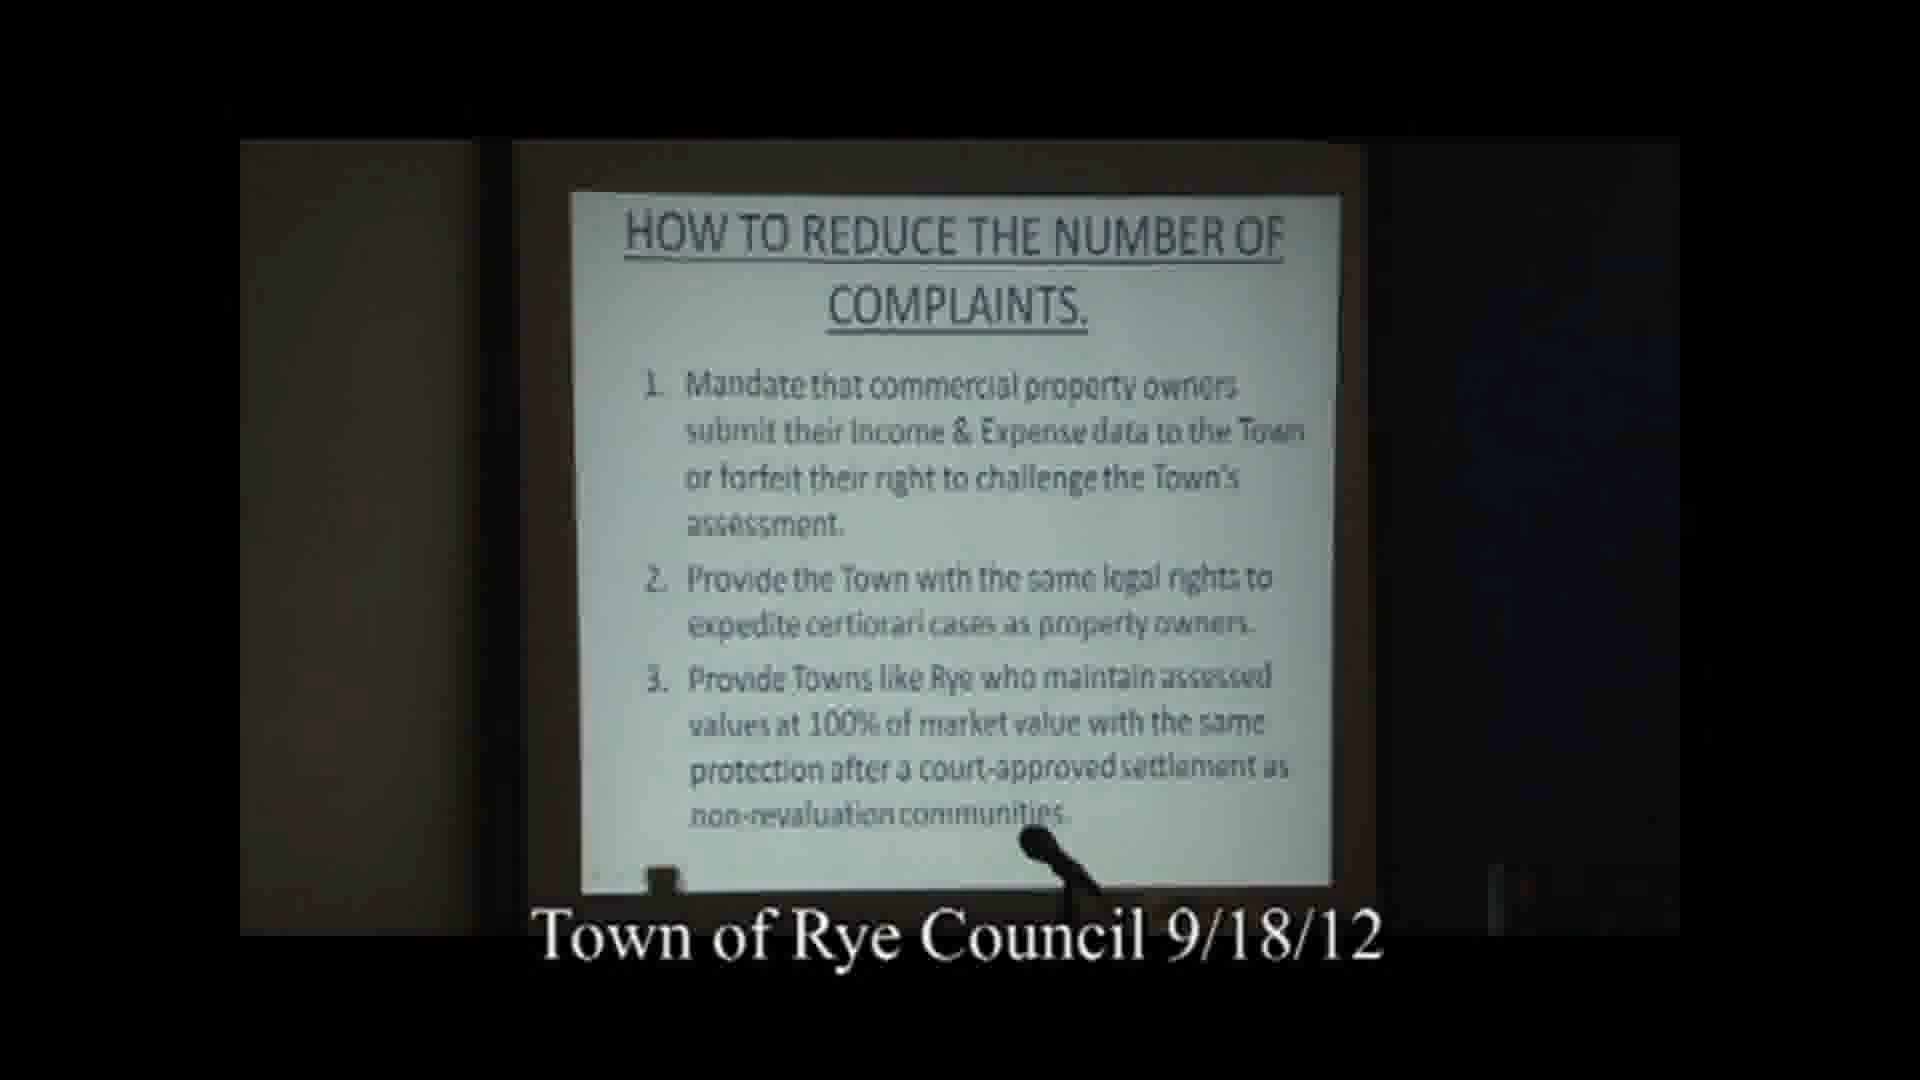 HOW TO REDUCE THE NUMBER OF
COMPLAINTS.
1. Mandate that commercial property owners
submit their Income & Expense data to the Town
or forfeit their right to challenge the Town's
assessment.
2. Provide the Town with the same legal rights to
expedite certiorari cases as property owners.
3. Provide Towns like Rye who maintain assessed
values at 100% of market value with the same
protection after a court-approved settlement as
non-revaluation communities.
Town of Rye Council 9/18/12